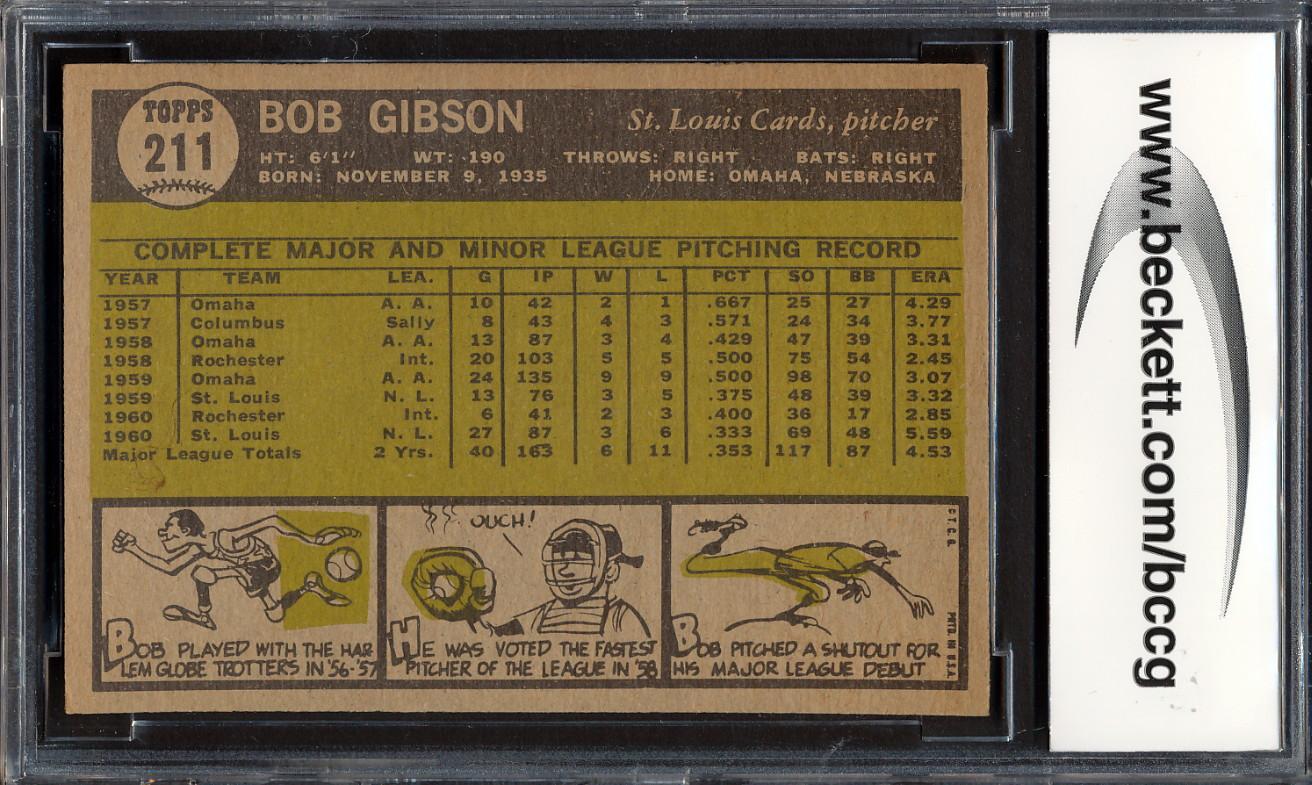 TOPPS
211
BOB GIBSON
St. Louis Cards, pitcher
HT: 6'1" WT: 190 THROWS: RIGHT BATS: RIGHT
BORN: NOVEMBER 9, 1935 HOME: OMAHA, NEBRASKA
COMPLETE MAJOR AND MINOR LEAGUE PITCHING RECORD
YEAR TEAM LEA. G IP W L PCT SO BB ERA
1957 Omaha A. A. 10 42 2 1 .667 25 27 4.29
1957 Columbus Sally 8 43 4 3 .571 24 34 3.77
1958 Omaha A. A. 13 87 3 4 .429 47 39 3.31
1958 Rochester Int. 20 103 5 5 .500 75 54 2.45
1959 Omaha A. A. 24 135 9 9 .500 98 70 3.07
1959 St. Louis N. L. 13 76 3 5 .375 48 39 3.32
1960 Rochester Int. 6 41 2 3 .400 36 17 2.85
1960 St. Louis N. L. 27 87 3 6 .333 69 48 5.59
Major League Totals 2 Yrs. 40 163 6 11 .353 117 87 4.53
BOB PLAYED WITH THE HAR
LEM GLOBE TROTTERS IN '56-'57
OUCH!
HE WAS VOTED THE FASTEST
PITCHER OF THE LEAGUE IN '58
BOB PITCHED A SHUTOUT FOR
HIS MAJOR LEAGUE DEBUT
© T. C. G. PRTD. IN U.S.A.
www.beckett.com/bccg